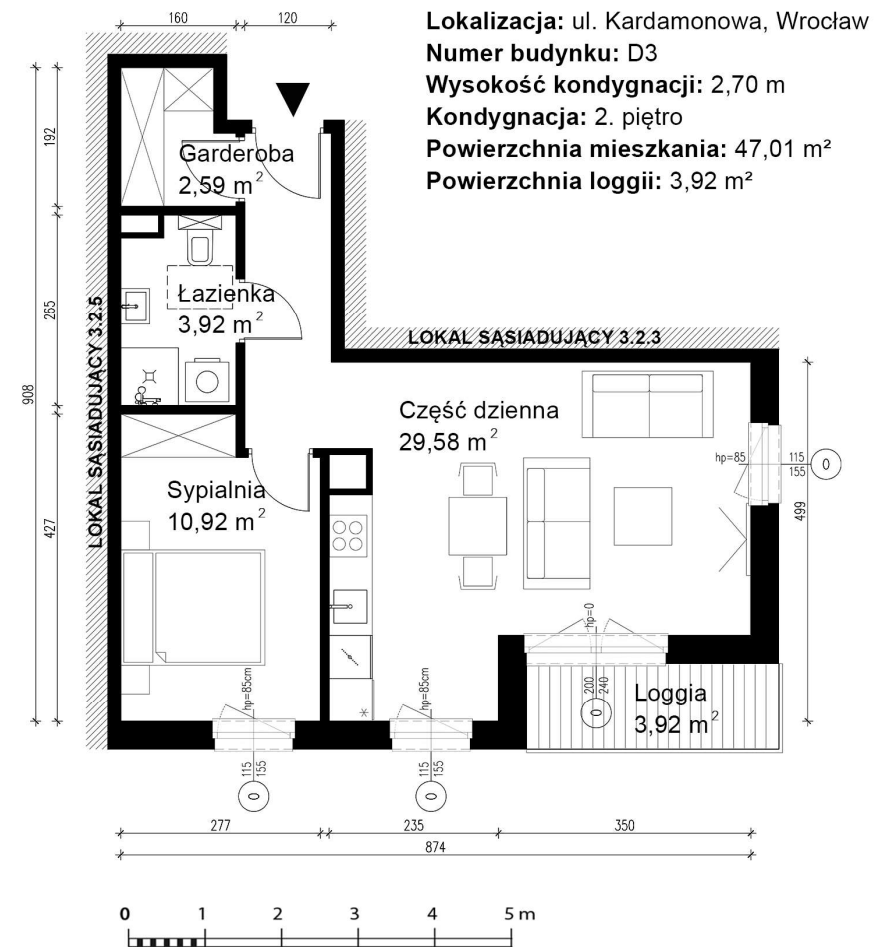 160
120
Lokalizacja: ul. Kardamonowa, Wrocław
Numer budynku: D3
Wysokość kondygnacji: 2,70 m
Kondygnacja: 2. piętro
Powierzchnia mieszkania: 47,01 m²
Powierzchnia loggii: 3,92 m²
192
Garderoba
2,59 m²
265
Łazienka
3,92 m²
LOKAL SĄSIADUJĄCY 3.2.5
LOKAL SĄSIADUJĄCY 3.2.3
908
Część dzienna
29,58 m²
hp=85
115
155
0
Sypialnia
10,92 m²
427
499
hp=0
200
240
0
Loggia
3,92 m²
hp=85cm
hp=85cm
*
115
155
0
115
155
0
277
235
350
874
0 1 2 3 4 5 m